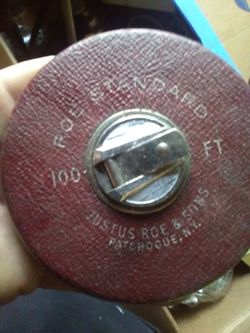 ROE STANDARD
100 FT
JUSTUS ROE & SONS
PATCHOGUE, N.Y.